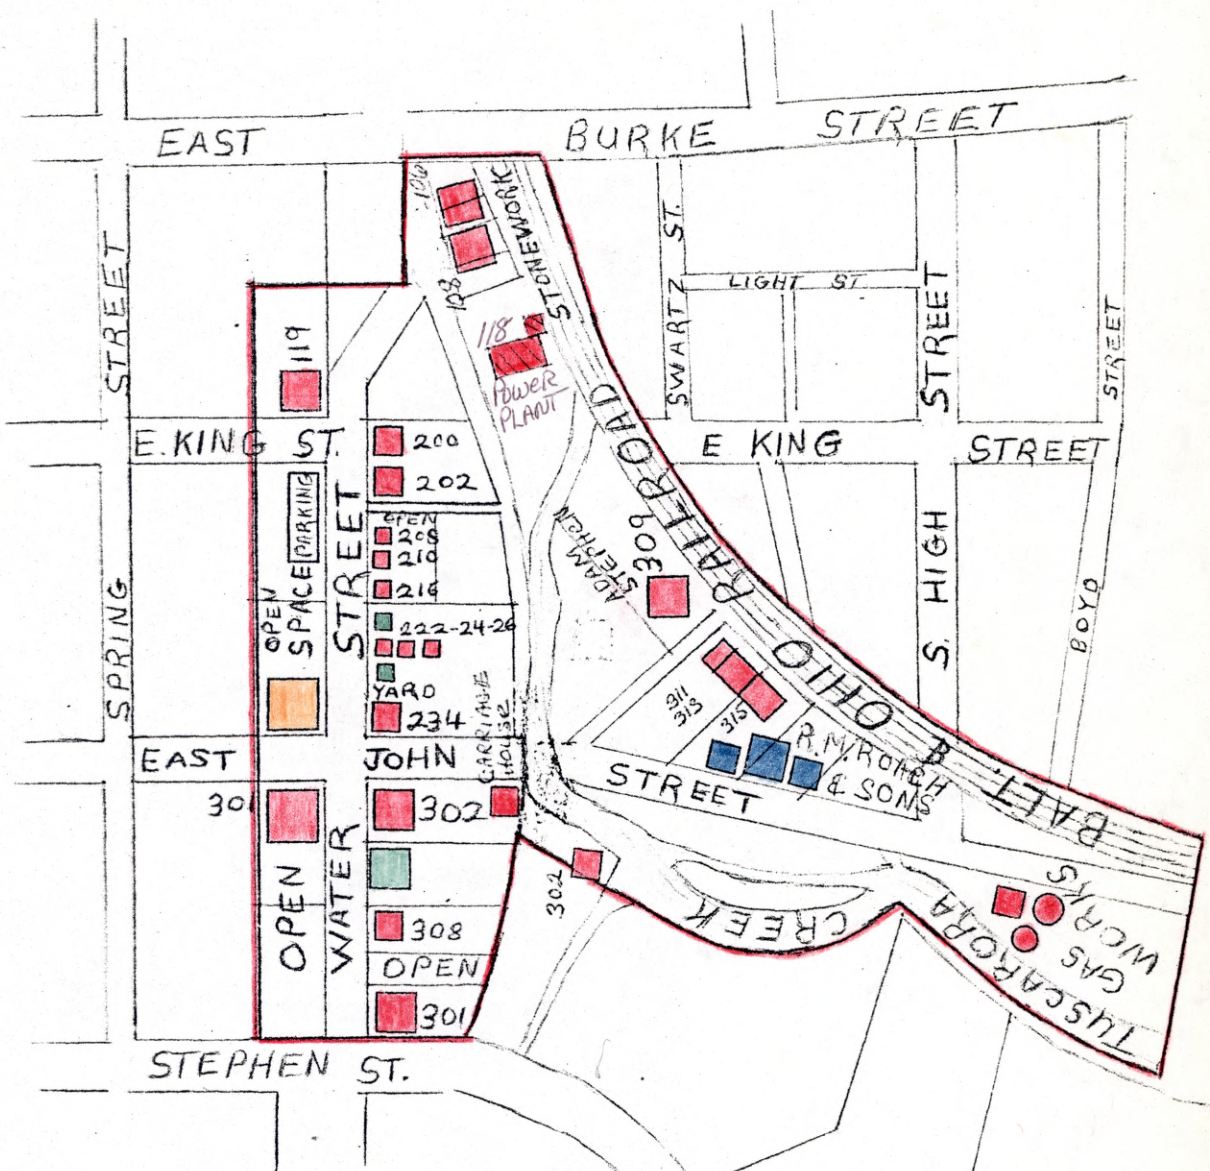 EAST BURKE STREET
106
STONEWORK
108
118
POWER
PLANT
SPRING STREET
119
SWARTZ ST.
LIGHT ST
S. HIGH STREET
BOYD STREET
E. KING ST.
E KING STREET
200
202
PARKING
OPEN
SPACE
WATER STREET
OPEN
208
210
216
222-24-26
YARD
234
CARRIAGE
HOUSE
ADAM
STEPHEN
309
BALT. & OHIO RAILROAD
311
313
315
R.M. ROACH
& SONS
EAST JOHN STREET
301
302
OPEN
308
OPEN
301
302
TUSCARORA CREEK
GAS
WORKS
STEPHEN ST.